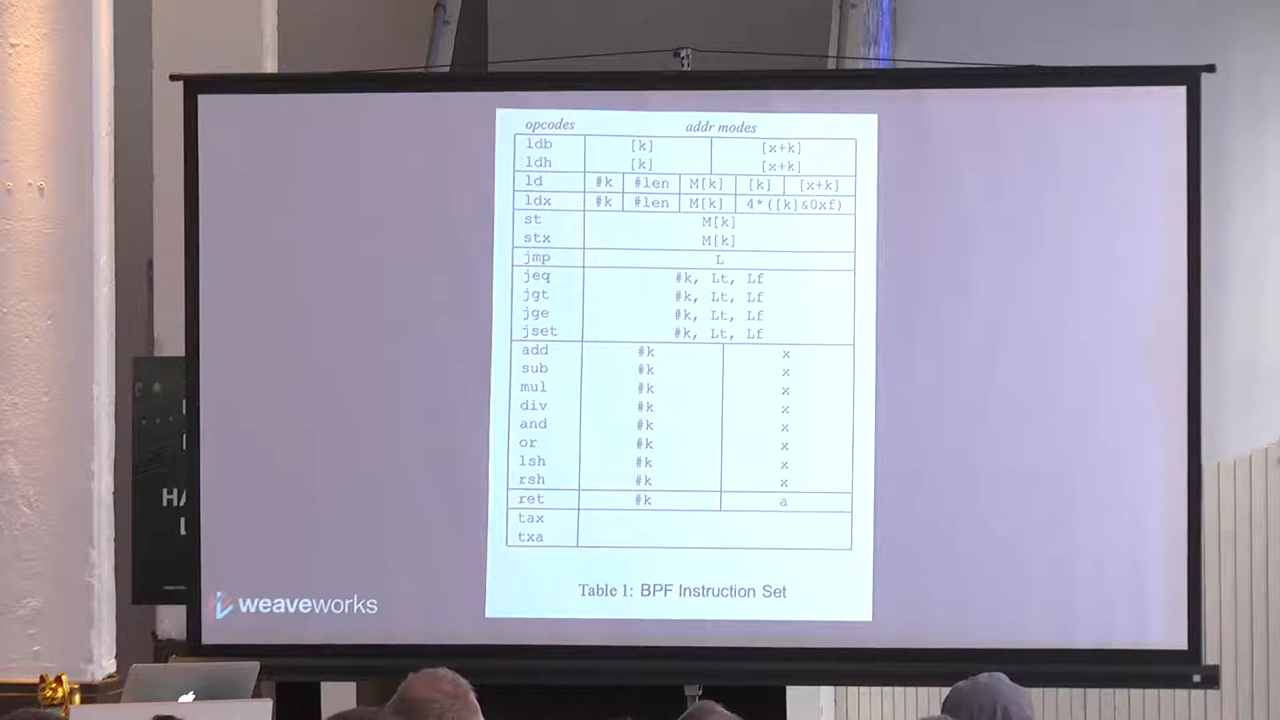 opcodes addr modes
ldb [k] [x+k]
ldh [k] [x+k]
ld #k #len M[k] [k] [x+k]
ldx #k #len M[k] 4*([k]&0xf)
st M[k]
stx M[k]
jmp L
jeq #k, Lt, Lf
jgt #k, Lt, Lf
jge #k, Lt, Lf
jset #k, Lt, Lf
add #k x
sub #k x
mul #k x
div #k x
and #k x
or #k x
lsh #k x
rsh #k x
ret #k a
tax
txa
Table 1: BPF Instruction Set
weaveworks